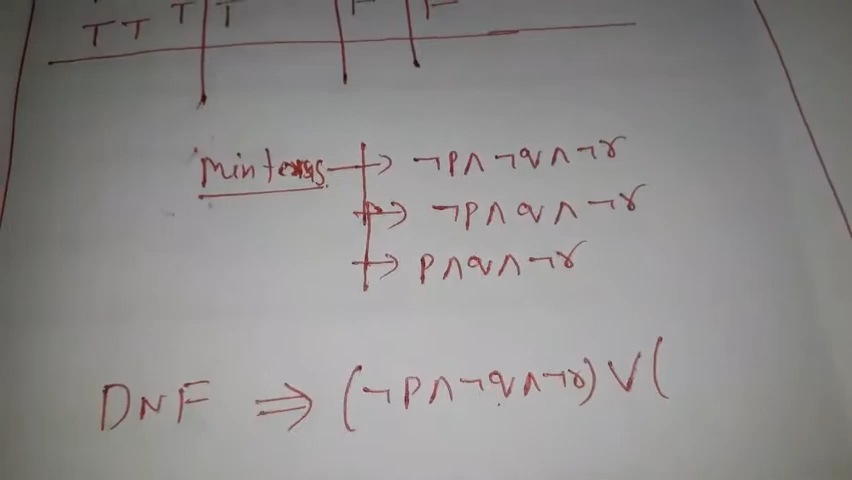 T T T T F F
minterms → ¬p∧¬q∧¬r
→ ¬p∧q∧¬r
→ p∧q∧¬r
DNF ⇒ (¬p∧¬q∧¬r)∨(